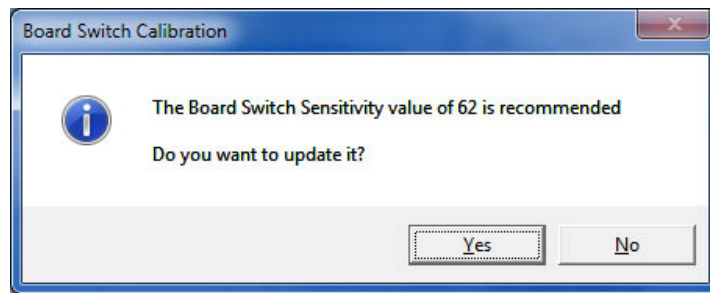 Board Switch Calibration
The Board Switch Sensitivity value of 62 is recommended
Do you want to update it?
Yes
No